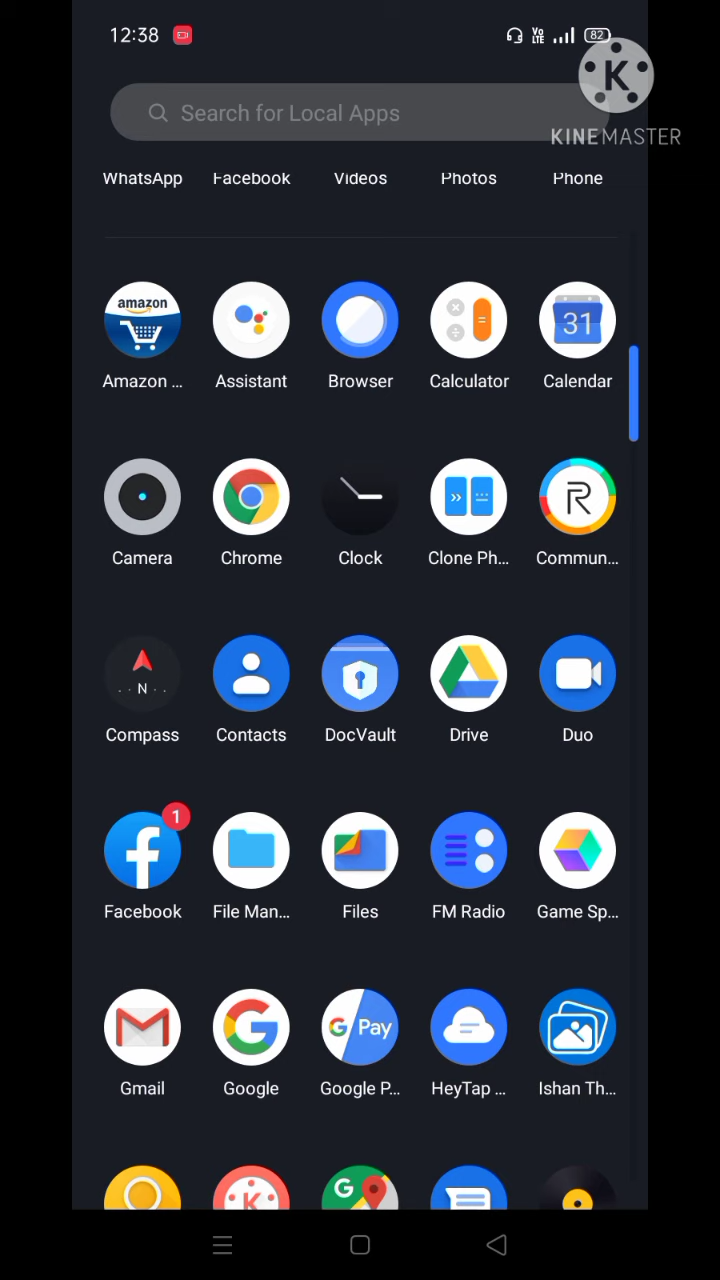 12:38
Vo LTE
82
Search for Local Apps
K
KINEMASTER
WhatsApp Facebook Videos Photos Phone
amazon
31
Amazon ... Assistant Browser Calculator Calendar
R
Camera Chrome Clock Clone Ph... Commun...
N
Compass Contacts DocVault Drive Duo
1
Facebook File Man... Files FM Radio Game Sp...
G Pay
Gmail Google Google P... HeyTap ... Ishan Th...
K
G